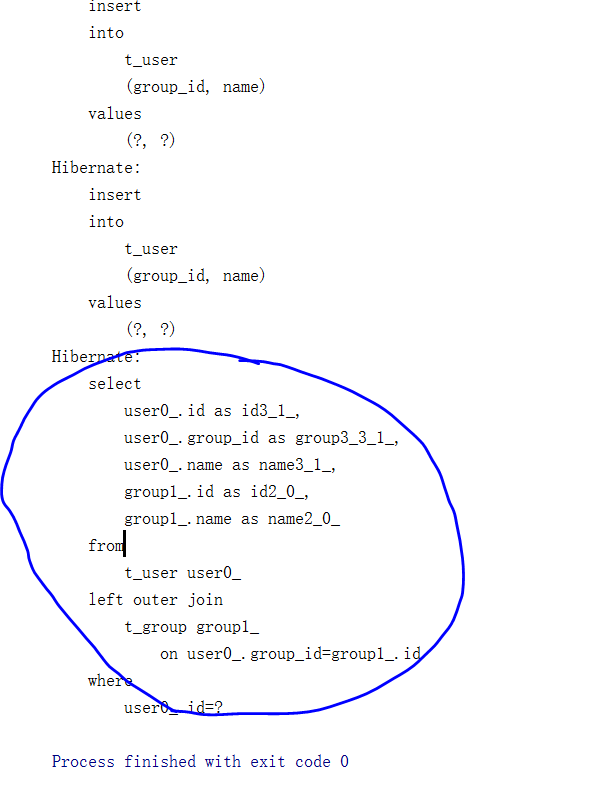 insert
into
t_user
(group_id, name)
values
(?, ?)
Hibernate:
insert
into
t_user
(group_id, name)
values
(?, ?)
Hibernate:
select
user0_.id as id3_1_,
user0_.group_id as group3_3_1_,
user0_.name as name3_1_,
group1_.id as id2_0_,
group1_.name as name2_0_
from
t_user user0_
left outer join
t_group group1_
on user0_.group_id=group1_.id
where
user0_.id=?
Process finished with exit code 0